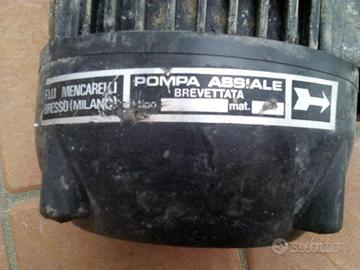 F.LLI MENCARELLI
BRESSO (MILANO)
POMPA ASSIALE
BREVETTATA
tipo
mat.
subito